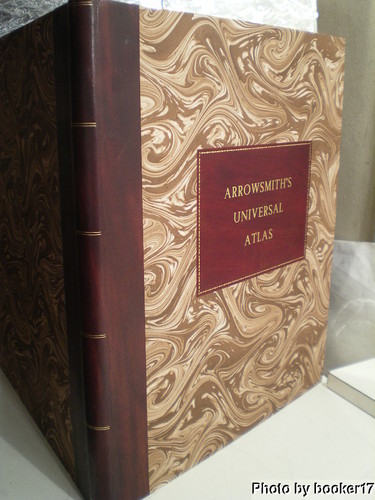 ARROWSMITH'S
UNIVERSAL
ATLAS
Photo by booker17